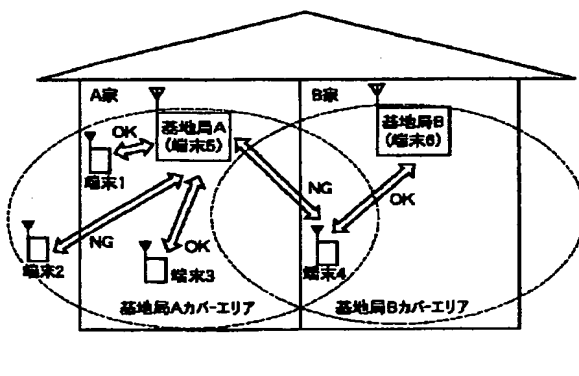 A家
B家
基地局A
(端末5)
基地局B
(端末6)
OK
端末1
NG
OK
NG
OK
端末2
端末3
端末4
基地局Aカバーエリア
基地局Bカバーエリア